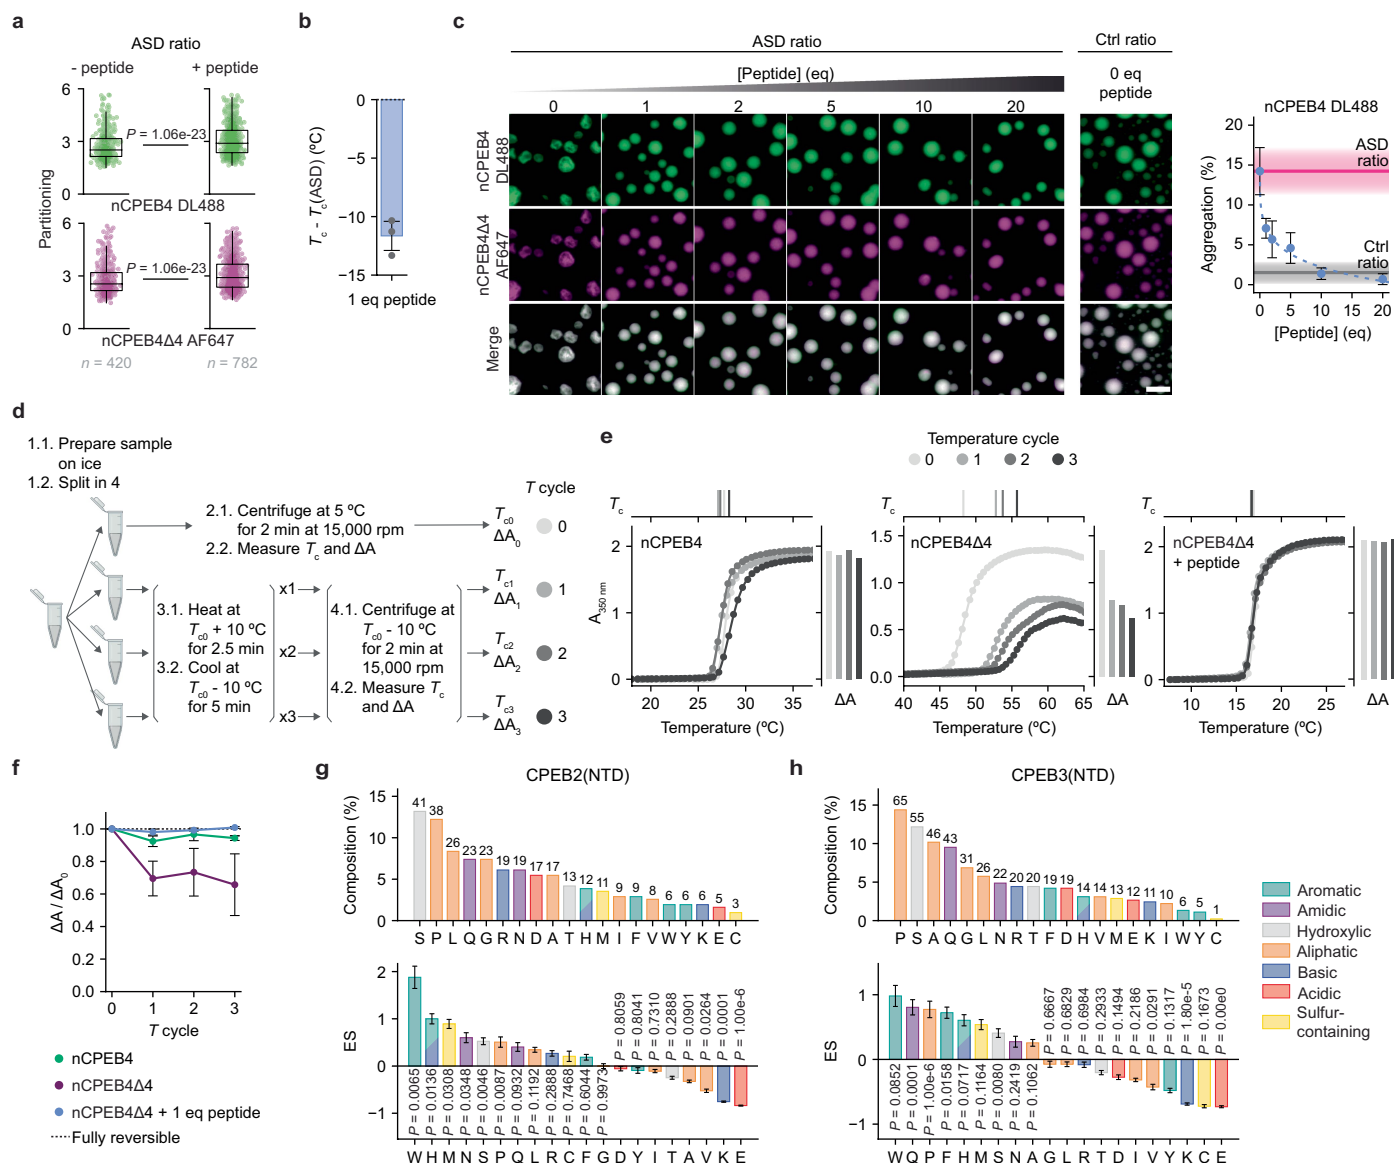 a
ASD ratio
- peptide
+ peptide
6
3
0
P = 1.06e-23
nCPEB4 DL488
6
3
0
P = 1.06e-23
nCPEB4Δ4 AF647
Partitioning
n = 420
n = 782
b
0
−5
−10
−15
Tc - Tc(ASD) (ºC)
1 eq peptide
c
ASD ratio
Ctrl ratio
[Peptide] (eq)
0 eq
peptide
0
1
2
5
10
20
nCPEB4
DL488
nCPEB4Δ4
AF647
Merge
nCPEB4 DL488
Aggregation (%)
20
15
10
5
0
ASD
ratio
Ctrl
ratio
0
5
10
15
20
[Peptide] (eq)
d
1.1. Prepare sample
on ice
1.2. Split in 4
2.1. Centrifuge at 5 ºC
for 2 min at 15,000 rpm
2.2. Measure Tc and ΔA
3.1. Heat at
Tc0 + 10 ºC
for 2.5 min
3.2. Cool at
Tc0 - 10 ºC
for 5 min
x1
x2
x3
4.1. Centrifuge at
Tc0 - 10 ºC
for 2 min at
15,000 rpm
4.2. Measure Tc
and ΔA
T cycle
Tc0
ΔA0
0
Tc1
ΔA1
1
Tc2
ΔA2
2
Tc3
ΔA3
3
e
Temperature cycle
0
1
2
3
Tc
nCPEB4
A350 nm
2
1
0
20
25
30
35
Temperature (ºC)
ΔA
Tc
nCPEB4Δ4
1.5
1.0
0.5
0.0
40
45
50
55
60
65
Temperature (ºC)
ΔA
Tc
nCPEB4Δ4
+ peptide
2
1
0
10
15
20
25
Temperature (ºC)
ΔA
f
ΔA / ΔA0
1.0
0.8
0.6
0.4
0.2
0
0
1
2
3
T cycle
nCPEB4
nCPEB4Δ4
nCPEB4Δ4 + 1 eq peptide
Fully reversible
g
CPEB2(NTD)
Composition (%)
15
10
5
0
41 38 26 23 23 19 19 17 17 13 12 11 9 9 8 6 6 6 5 3
S P L Q G R N D A T H M I F V W Y K E C
ES
2
1
0
−1
P = 0.0065
P = 0.0136
P = 0.0300
P = 0.0348
P = 0.0046
P = 0.0087
P = 0.0932
P = 0.1192
P = 0.2888
P = 0.7468
P = 0.6044
P = 0.9973
P = 0.8059
P = 0.8041
P = 0.7310
P = 0.2888
P = 0.0901
P = 0.0264
P = 0.0001
P = 1.00e-6
W H M N S P Q L R C F G D Y I T A V K E
h
CPEB3(NTD)
Composition (%)
15
10
5
0
65 55 46 43 31 26 22 20 20 19 19 14 14 13 12 11 10 6 5 1
P S A Q G L N R T F D H V M E K I W Y C
ES
1
0
−1
P = 0.0852
P = 0.0001
P = 1.00e-6
P = 0.0158
P = 0.0717
P = 0.1164
P = 0.0080
P = 0.2419
P = 0.1062
P = 0.6667
P = 0.6829
P = 0.6984
P = 0.2933
P = 0.1494
P = 0.2186
P = 0.0291
P = 0.1317
P = 1.80e-5
P = 0.1673
P = 0.00e0
W Q P F H M S N A G L R T D I V Y K C E
Aromatic
Amidic
Hydroxylic
Aliphatic
Basic
Acidic
Sulfur-
containing